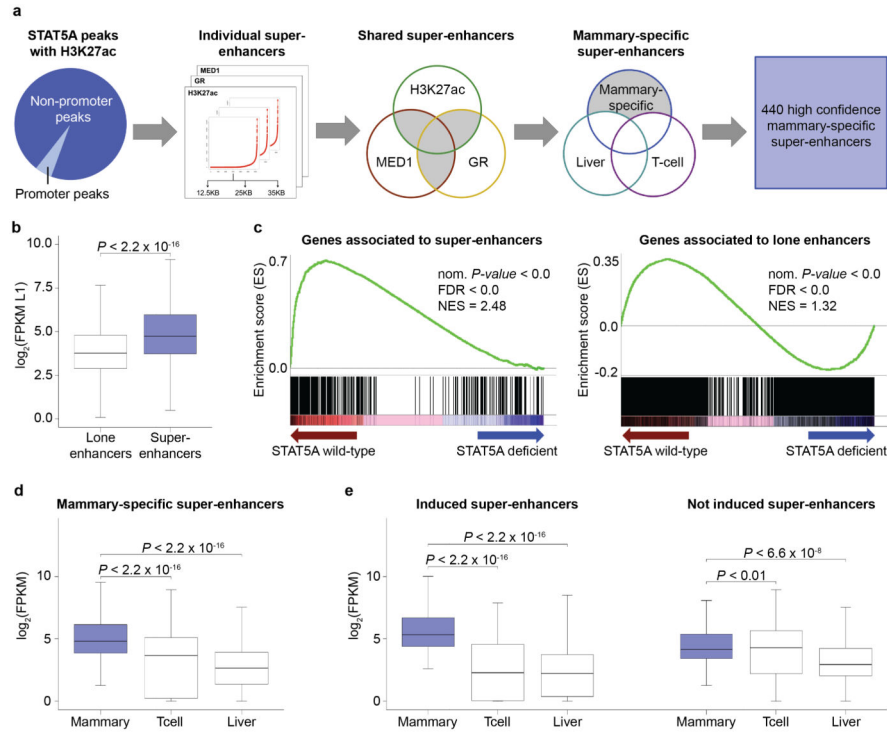 a
STAT5A peaks
with H3K27ac
Non-promoter
peaks
Promoter peaks
Individual super-
enhancers
MED1
GR
H3K27ac
12.5KB
25KB
35KB
Shared super-enhancers
H3K27ac
MED1
GR
Mammary-specific
super-enhancers
Mammary-
specific
Liver
T-cell
440 high confidence
mammary-specific
super-enhancers
b
P < 2.2 x 10-16
log2(FPKM L1)
10.0
7.5
5.0
2.5
0.0
Lone
enhancers
Super-
enhancers
c
Genes associated to super-enhancers
Enrichment score (ES)
0.7
0.0
nom. P-value < 0.0
FDR < 0.0
NES = 2.48
STAT5A wild-type
STAT5A deficient
Genes associated to lone enhancers
Enrichment score (ES)
0.35
0.0
-0.2
nom. P-value < 0.0
FDR < 0.0
NES = 1.32
STAT5A wild-type
STAT5A deficient
d
Mammary-specific super-enhancers
P < 2.2 x 10-16
P < 2.2 x 10-16
log2(FPKM)
10
5
0
Mammary
Tcell
Liver
e
Induced super-enhancers
P < 2.2 x 10-16
P < 2.2 x 10-16
log2(FPKM)
10
5
0
Mammary
Tcell
Liver
Not induced super-enhancers
P < 6.6 x 10-8
P < 0.01
10
5
0
Mammary
Tcell
Liver